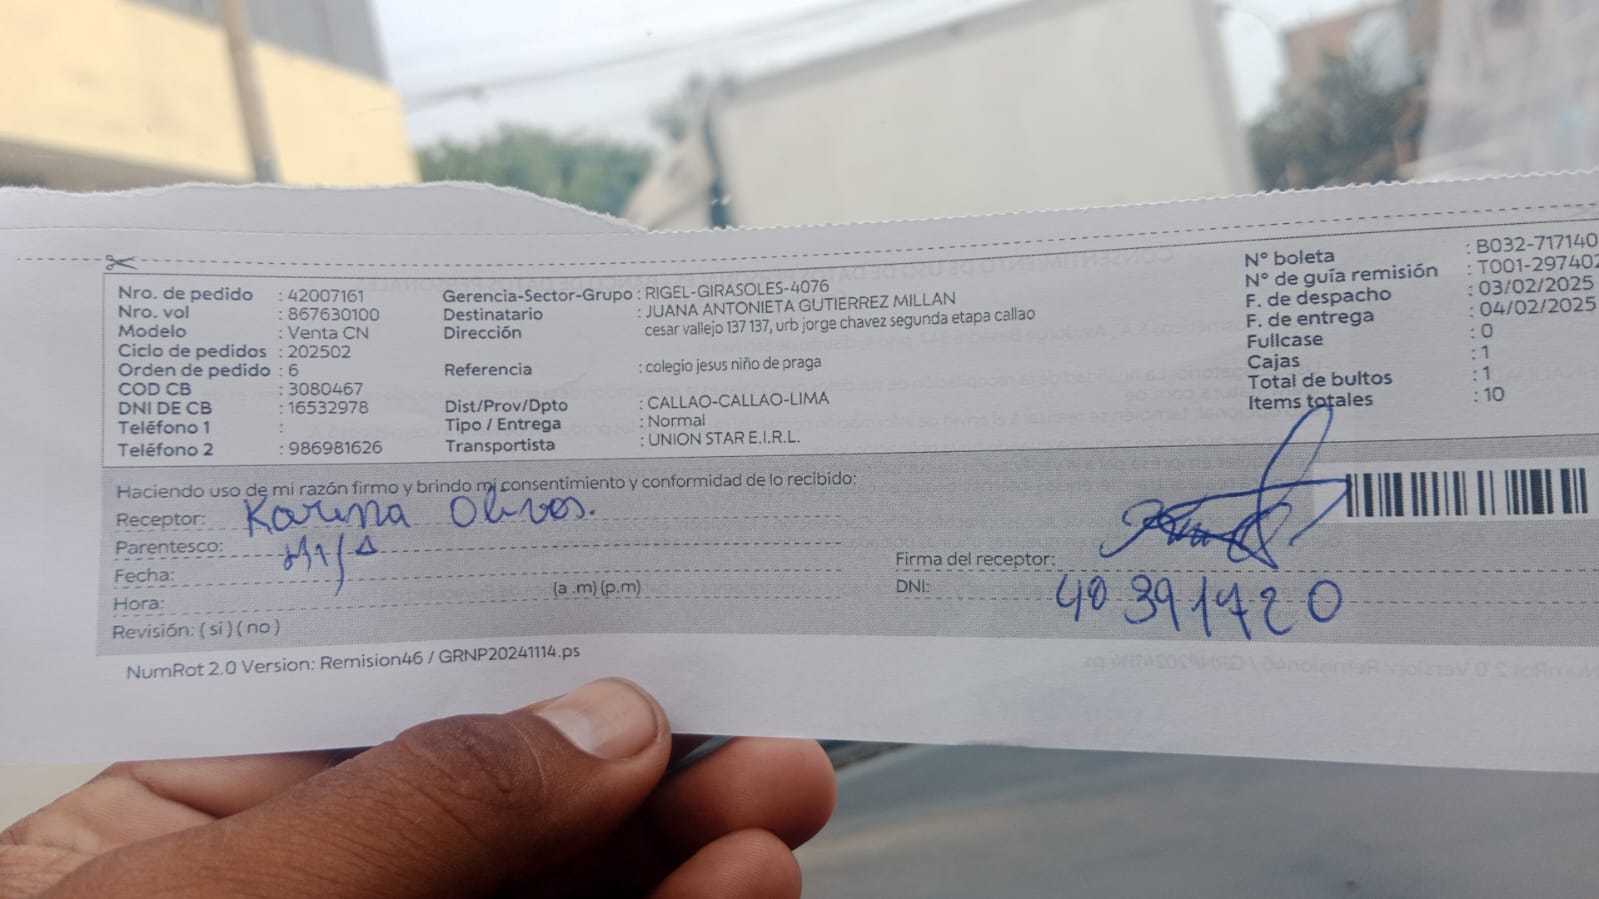 Nro. de pedido : 42007161
Nro. vol : 867630100
Modelo : Venta CN
Ciclo de pedidos : 202502
Orden de pedido : 6
COD CB : 3080467
DNI DE CB : 16532978
Teléfono 1 :
Teléfono 2 : 986981626
Gerencia-Sector-Grupo : RIGEL-GIRASOLES-4076
Destinatario : JUANA ANTONIETA GUTIERREZ MILLAN
Dirección cesar vallejo 137 137, urb jorge chavez segunda etapa callao
Referencia : colegio jesus niño de praga
Dist/Prov/Dpto : CALLAO-CALLAO-LIMA
Tipo / Entrega : Normal
Transportista : UNION STAR E.I.R.L.
N° boleta : B032-717140
N° de guía remisión : T001-297402
F. de despacho : 03/02/2025
F. de entrega : 04/02/2025
Fullcase : 0
Cajas : 1
Total de bultos : 1
Items totales : 10
Haciendo uso de mi razón firmo y brindo mi consentimiento y conformidad de lo recibido:
Receptor: Karina Olivos.
Parentesco:
Fecha:
Hora: (a .m) (p.m)
Revisión: ( si ) ( no )
Firma del receptor:
DNI: 40391720
NumRot 2.0 Version: Remision46 / GRNP20241114.ps